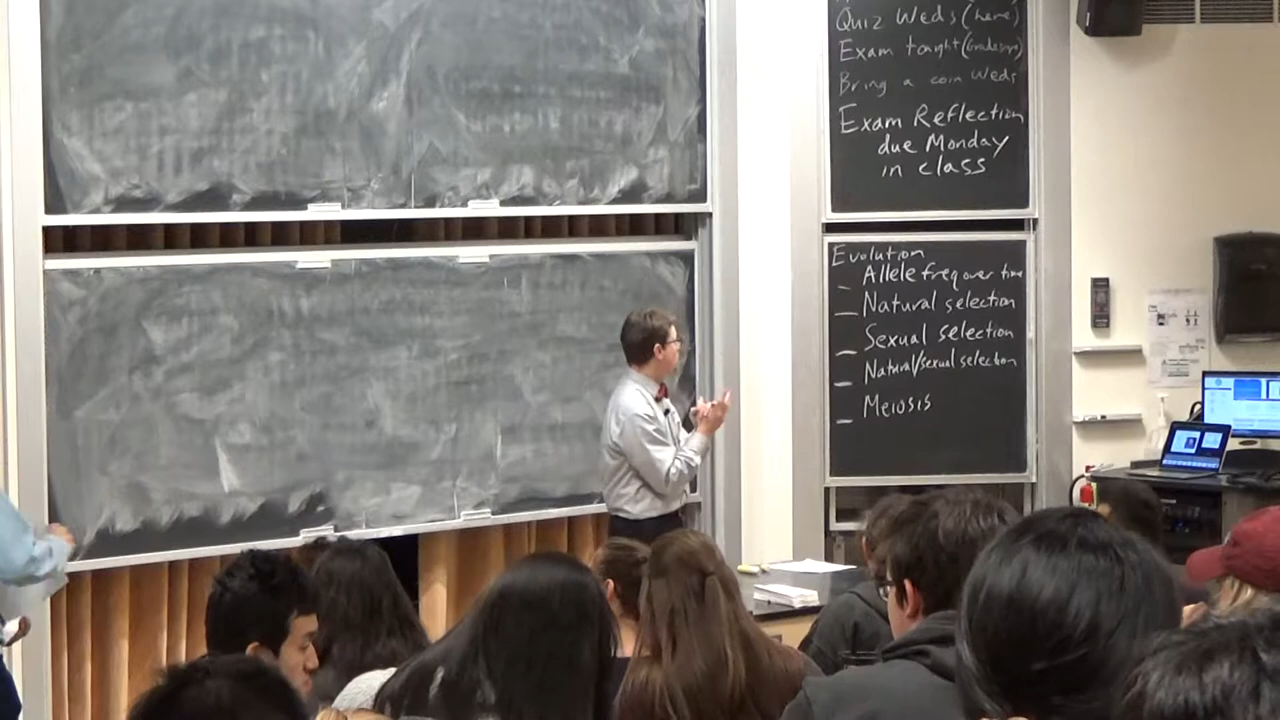 Quiz Weds (here)
Exam tonight (Gradescope)
Bring a coin Weds
Exam Reflection
due Monday
in class
Evolution
- Allele freq over time
- Natural selection
- Sexual selection
- Natural/sexual selection
- Meiosis